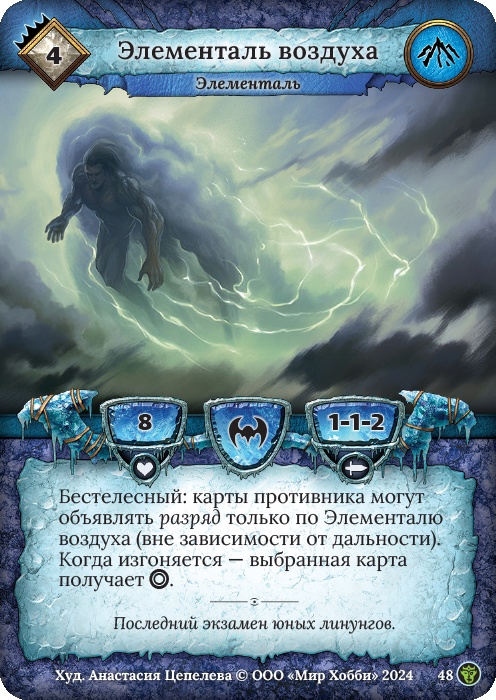 4
Элементаль воздуха
Элементаль
8
1-1-2
Бестелесный: карты противника могут
объявлять разряд только по Элементалю
воздуха (вне зависимости от дальности).
Когда изгоняется — выбранная карта
получает .
Последний экзамен юных линунгов.
Худ. Анастасия Цепелева © ООО «Мир Хобби» 2024 48